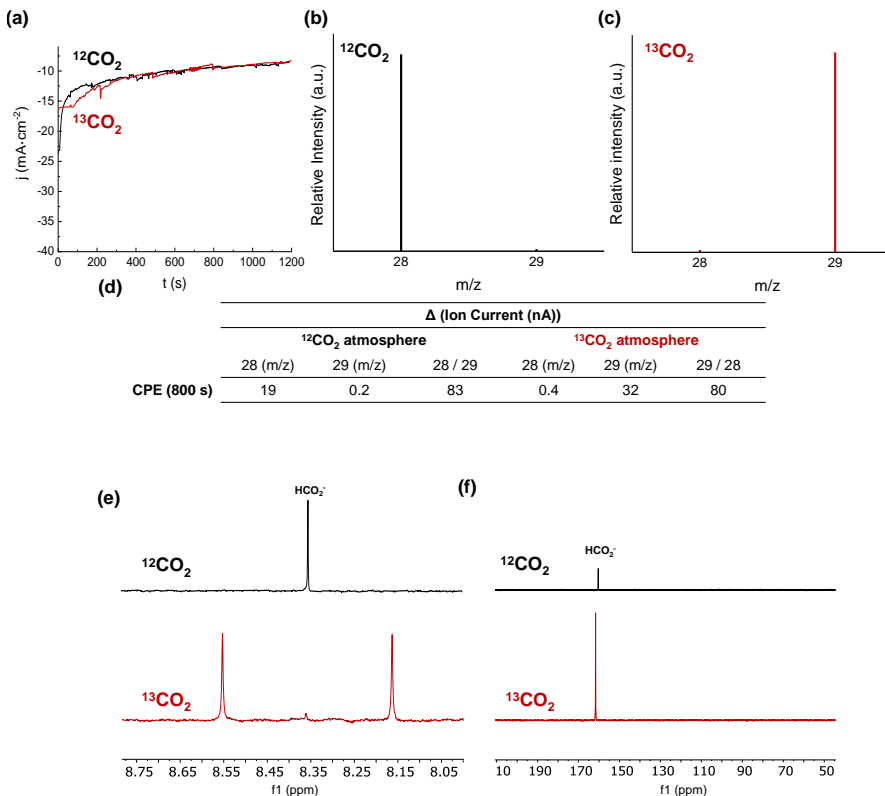 (a)
-5
-10
-15
-20
-25
-30
-35
-40
0
200
400
600
800
1000
1200
j (mA·cm⁻²)
t (s)
¹²CO₂
¹³CO₂
(b)
¹²CO₂
Relative Intensity (a.u.)
28
29
m/z
(c)
¹³CO₂
Relative intensity (a.u.)
28
29
m/z
(d)
Δ (Ion Current (nA))
¹²CO₂ atmosphere ¹³CO₂ atmosphere
28 (m/z) 29 (m/z) 28 / 29 28 (m/z) 29 (m/z) 29 / 28
CPE (800 s) 19 0.2 83 0.4 32 80
(e)
HCO₂⁻
¹²CO₂
¹³CO₂
8.75 8.65 8.55 8.45 8.35 8.25 8.15 8.05
f1 (ppm)
(f)
HCO₂⁻
¹²CO₂
¹³CO₂
10 190 170 150 130 110 90 70 50
f1 (ppm)